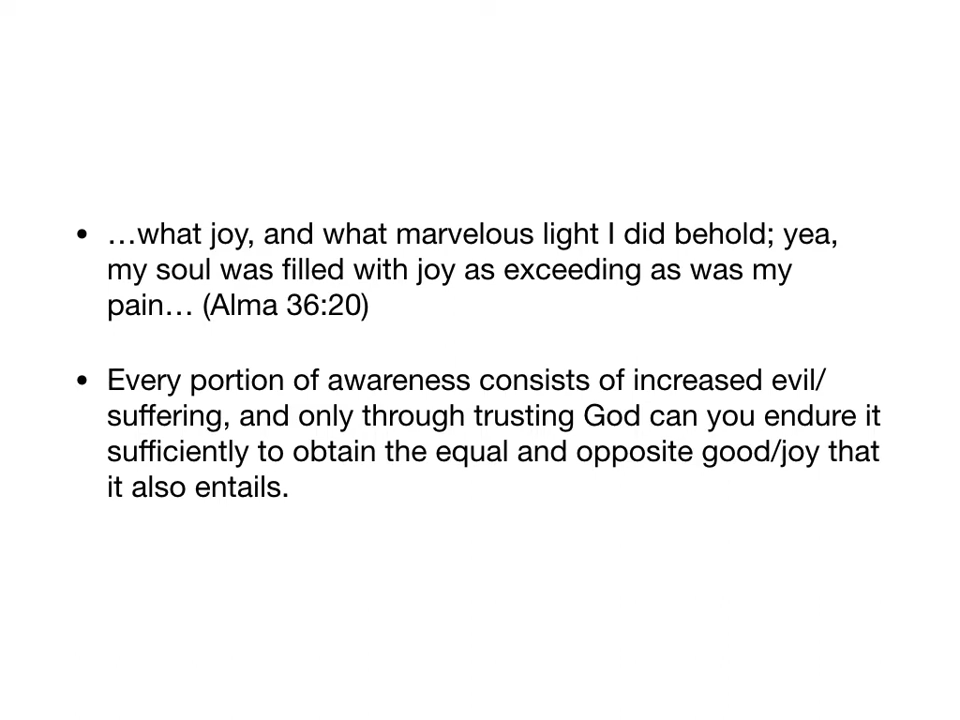 • …what joy, and what marvelous light I did behold; yea,
my soul was filled with joy as exceeding as was my
pain… (Alma 36:20)
• Every portion of awareness consists of increased evil/
suffering, and only through trusting God can you endure it
sufficiently to obtain the equal and opposite good/joy that
it also entails.